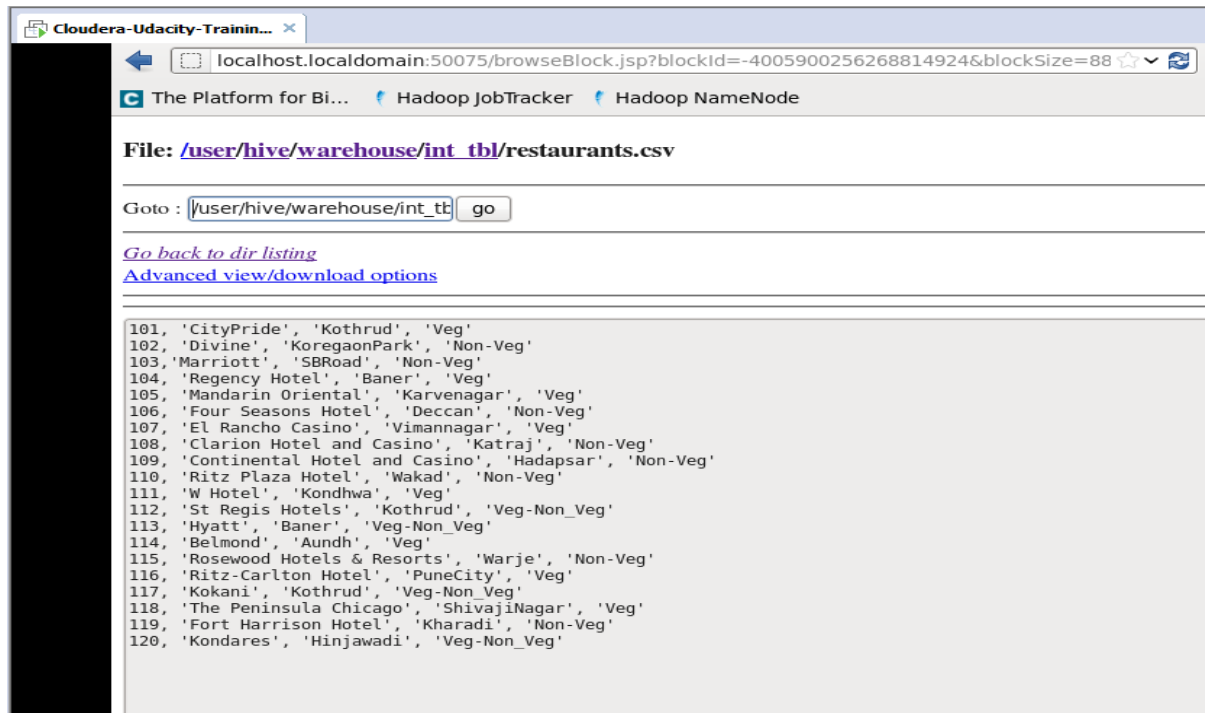 Cloudera-Udacity-Trainin... ×
localhost.localdomain:50075/browseBlock.jsp?blockId=-4005900256268814924&blockSize=88
C The Platform for Bi... Hadoop JobTracker Hadoop NameNode
File: /user/hive/warehouse/int_tbl/restaurants.csv
Goto : /user/hive/warehouse/int_tb go
Go back to dir listing
Advanced view/download options
101, 'CityPride', 'Kothrud', 'Veg'
102, 'Divine', 'KoregaonPark', 'Non-Veg'
103,'Marriott', 'SBRoad', 'Non-Veg'
104, 'Regency Hotel', 'Baner', 'Veg'
105, 'Mandarin Oriental', 'Karvenagar', 'Veg'
106, 'Four Seasons Hotel', 'Deccan', 'Non-Veg'
107, 'El Rancho Casino', 'Vimannagar', 'Veg'
108, 'Clarion Hotel and Casino', 'Katraj', 'Non-Veg'
109, 'Continental Hotel and Casino', 'Hadapsar', 'Non-Veg'
110, 'Ritz Plaza Hotel', 'Wakad', 'Non-Veg'
111, 'W Hotel', 'Kondhwa', 'Veg'
112, 'St Regis Hotels', 'Kothrud', 'Veg-Non_Veg'
113, 'Hyatt', 'Baner', 'Veg-Non_Veg'
114, 'Belmond', 'Aundh', 'Veg'
115, 'Rosewood Hotels & Resorts', 'Warje', 'Non-Veg'
116, 'Ritz-Carlton Hotel', 'PuneCity', 'Veg'
117, 'Kokani', 'Kothrud', 'Veg-Non_Veg'
118, 'The Peninsula Chicago', 'ShivajiNagar', 'Veg'
119, 'Fort Harrison Hotel', 'Kharadi', 'Non-Veg'
120, 'Kondares', 'Hinjawadi', 'Veg-Non_Veg'